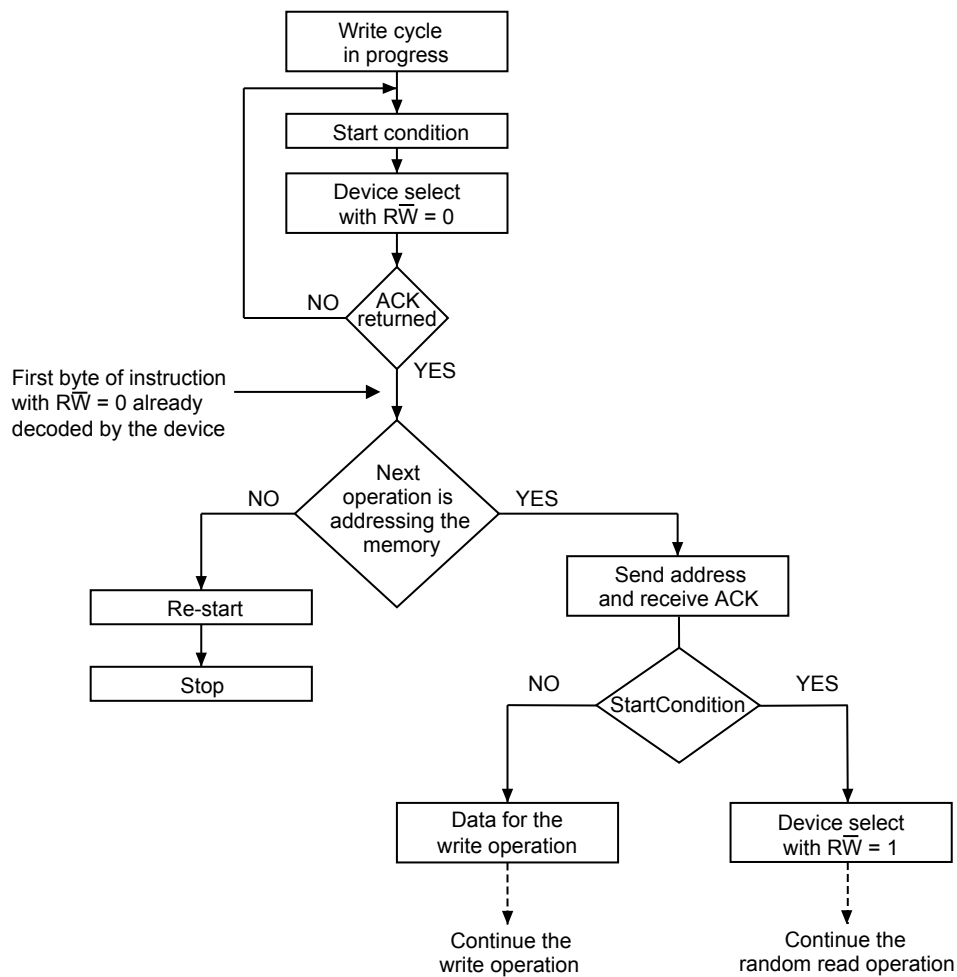 Write cycle
in progress
Start condition
Device select
with RW̅ = 0
NO
ACK
returned
YES
First byte of instruction
with RW̅ = 0 already
decoded by the device
NO
Next
operation is
addressing the
memory
YES
Send address
and receive ACK
Re-start
Stop
NO
StartCondition
YES
Data for the
write operation
Device select
with RW̅ = 1
Continue the
write operation
Continue the
random read operation